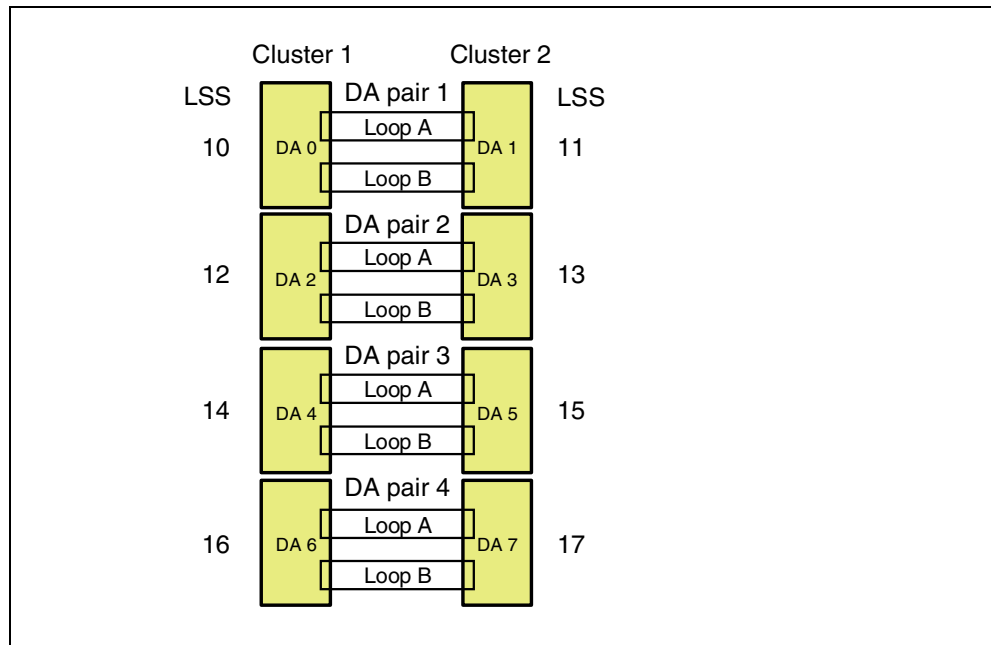 Cluster 1 Cluster 2
LSS DA pair 1 LSS
Loop A
10 DA 0 DA 1 11
Loop B
DA pair 2
Loop A
12 DA 2 DA 3 13
Loop B
DA pair 3
Loop A
14 DA 4 DA 5 15
Loop B
DA pair 4
Loop A
16 DA 6 DA 7 17
Loop B